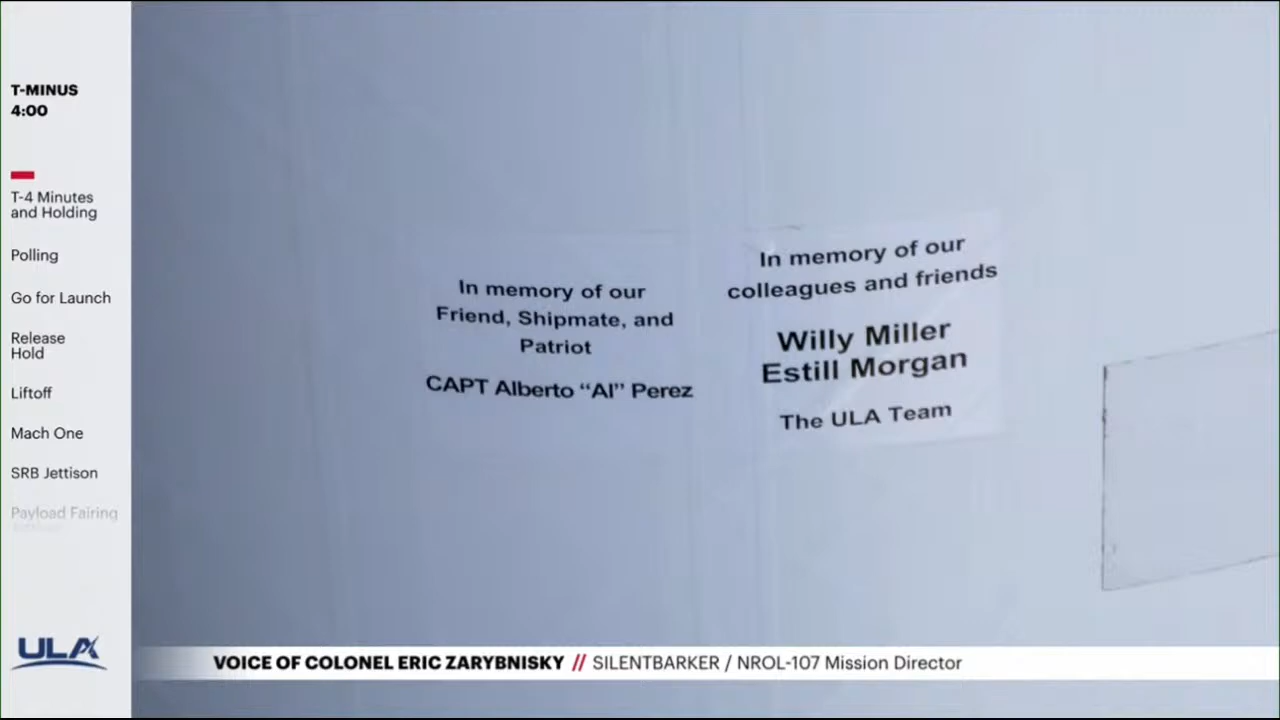 T-MINUS
4:00
T-4 Minutes
and Holding
Polling
Go for Launch
Release
Hold
Liftoff
Mach One
SRB Jettison
Payload Fairing
ULA
In memory of our
Friend, Shipmate, and
Patriot
CAPT Alberto “Al” Perez
In memory of our
colleagues and friends
Willy Miller
Estill Morgan
The ULA Team
VOICE OF COLONEL ERIC ZARYBNISKY // SILENTBARKER / NROL-107 Mission Director